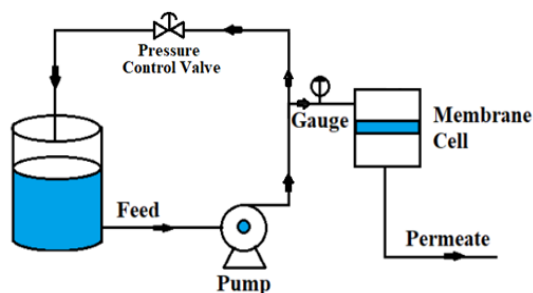 Pressure
Control Valve
Gauge
Membrane
Cell
Feed
Permeate
Pump